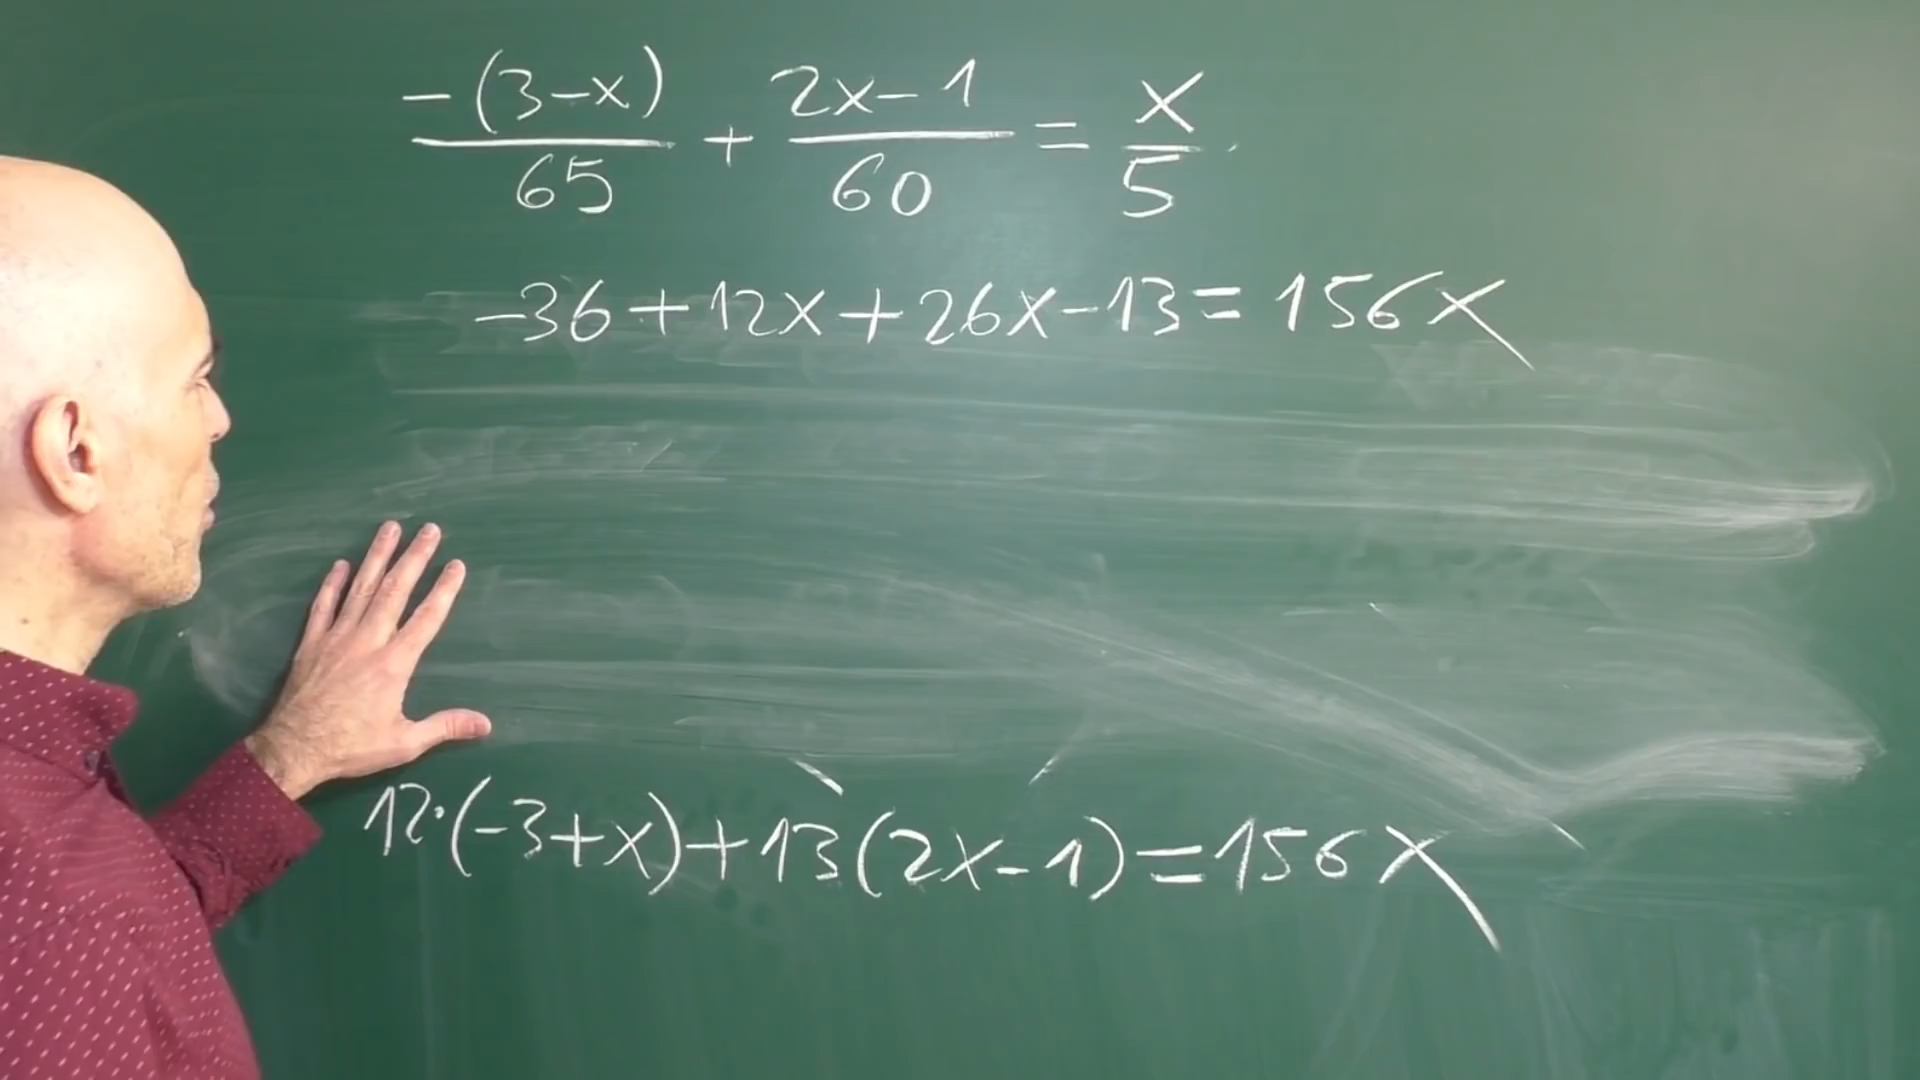 -(3-x)/65 + 2x-1/60 = x/5
-36+12x+26x-13=156x
12·(-3+x)+13(2x-1)=156x